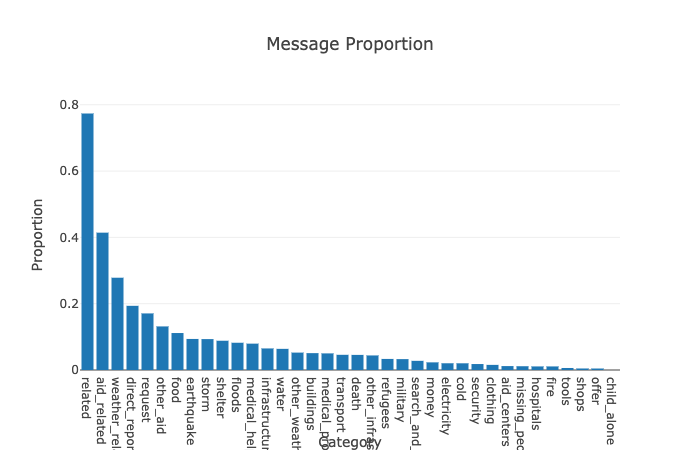 Message Proportion
Proportion
0.8
0.6
0.4
0.2
0
related
aid_related
weather_rel
direct_repor
request
other_aid
food
earthquake
storm
shelter
floods
medical_hel
infrastructur
water
other_weath
buildings
medical_pro
transport
death
other_infras
refugees
military
search_and_
money
electricity
cold
security
clothing
aid_centers
missing_peo
hospitals
fire
tools
shops
offer
child_alone
Category